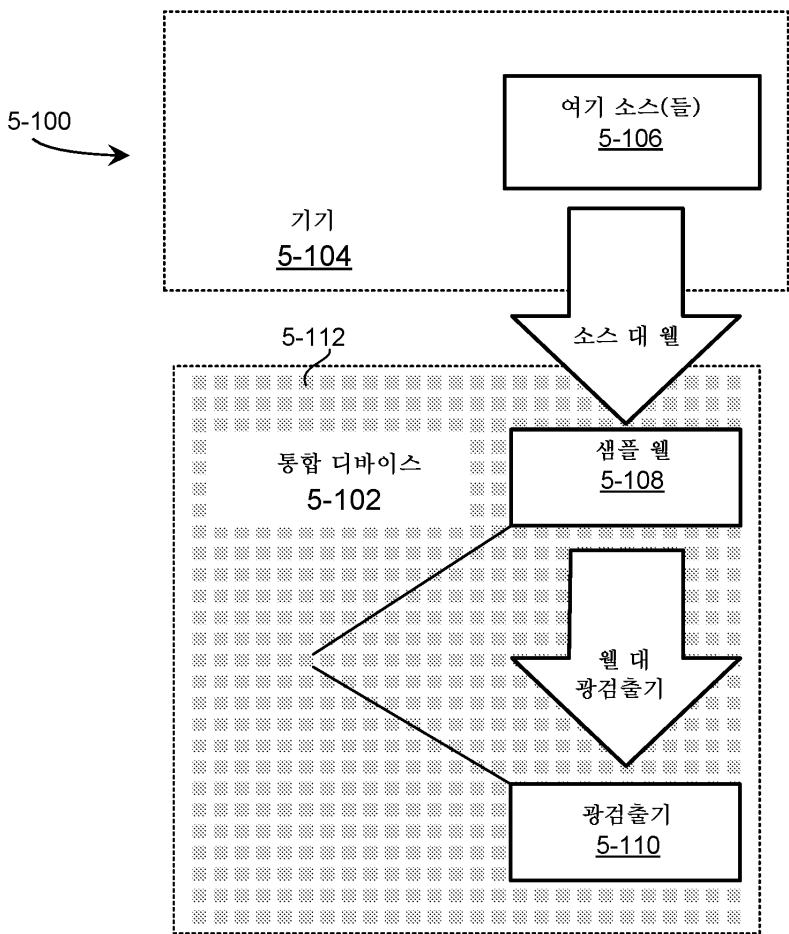 5-100
여기 소스(들)
5-106
기기
5-104
소스 대 웰
5-112
통합 디바이스
5-102
샘플 웰
5-108
웰 대
광검출기
광검출기
5-110